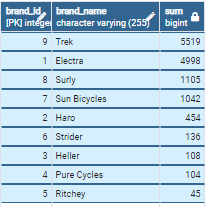 brand_id brand_name sum
[PK] integer character varying (255) bigint
9 Trek 5519
1 Electra 4998
8 Surly 1105
7 Sun Bicycles 1042
2 Haro 454
6 Strider 136
3 Heller 108
4 Pure Cycles 104
5 Ritchey 45